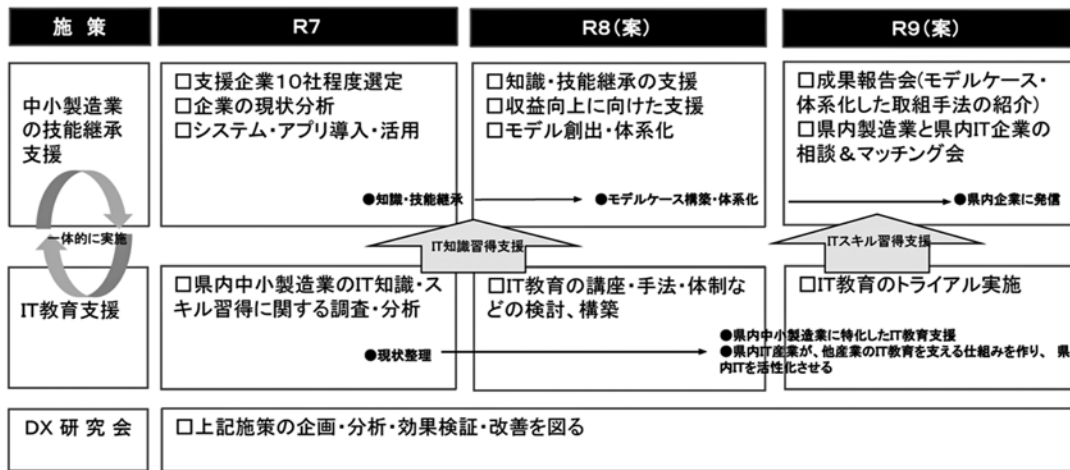 施 策
R7
R8(案)
R9(案)
中小製造業
の技能継承
支援
□支援企業10社程度選定
□企業の現状分析
□システム・アプリ導入・活用
□知識・技能継承の支援
□収益向上に向けた支援
□モデル創出・体系化
□成果報告会(モデルケース・
体系化した取組手法の紹介)
□県内製造業と県内IT企業の
相談&マッチング会
●知識・技能継承
●モデルケース構築・体系化
●県内企業に発信
一体的に実施
IT知識習得支援
ITスキル習得支援
IT教育支援
□県内中小製造業のIT知識・ス
キル習得に関する調査・分析
□IT教育の講座・手法・体制な
どの検討、構築
□IT教育のトライアル実施
●現状整理
●県内中小製造業に特化したIT教育支援
●県内IT産業が、他産業のIT教育を支える仕組みを作り、 県
内ITを活性化させる
DX 研究会
□上記施策の企画・分析・効果検証・改善を図る